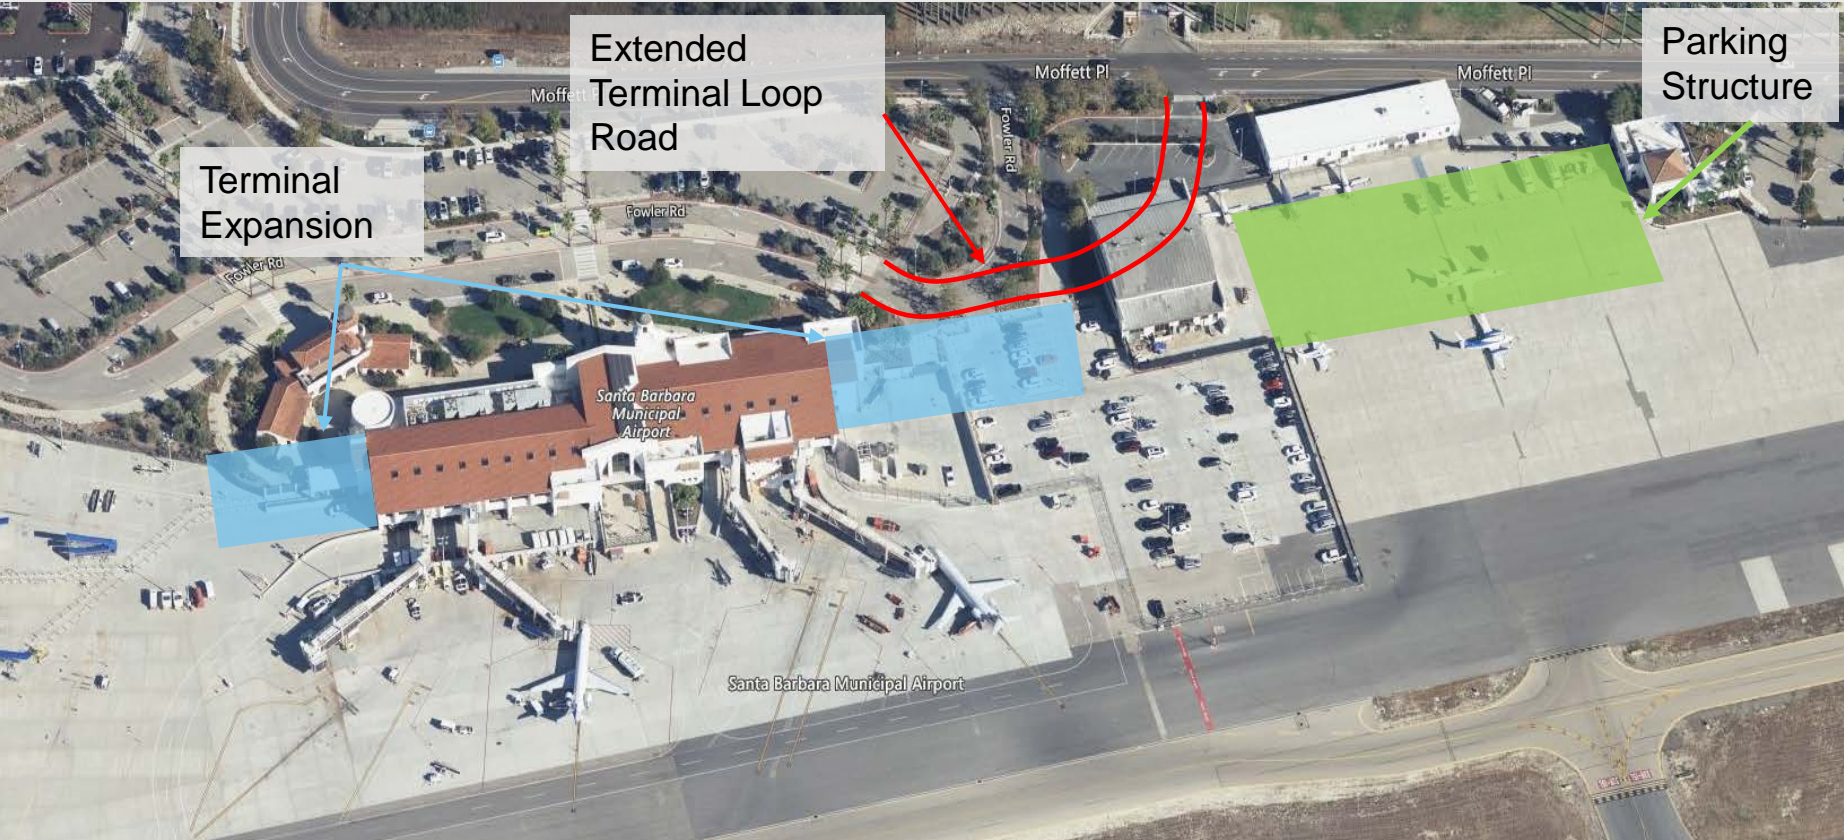 Extended
Terminal Loop
Road
Parking
Structure
Moffett Pl
Moffett Pl
Moffett P
Fowler Rd
Terminal
Expansion
Fowler Rd
Fowler Rd
Santa Barbara
Municipal
Airport
Santa Barbara Municipal Airport